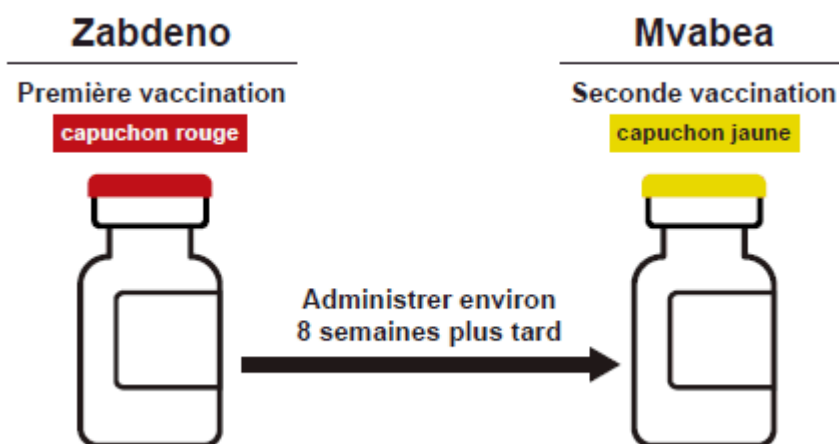 Zabdeno
Première vaccination
capuchon rouge
Mvabea
Seconde vaccination
capuchon jaune
Administrer environ
8 semaines plus tard